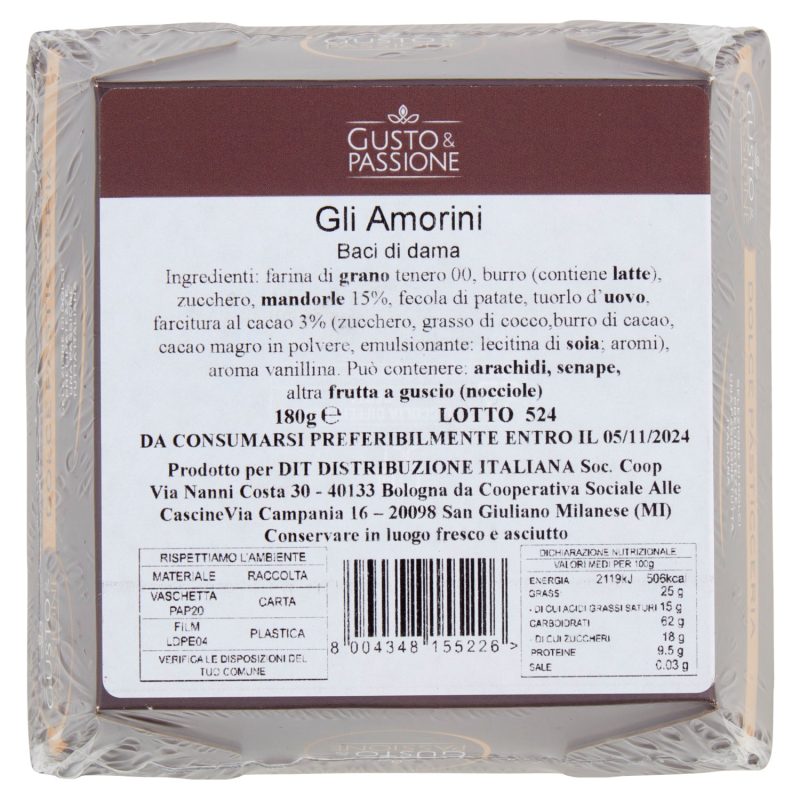 GUSTO &
PASSIONE
Gli Amorini
Baci di dama
Ingredienti: farina di grano tenero 00, burro (contiene latte),
zucchero, mandorle 15%, fecola di patate, tuorlo d'uovo,
farcitura al cacao 3% (zucchero, grasso di cocco,burro di cacao,
cacao magro in polvere, emulsionante: lecitina di soia; aromi),
aroma vanillina. Può contenere: arachidi, senape,
altra frutta a guscio (nocciole)
180g ℮ LOTTO 524
DA CONSUMARSI PREFERIBILMENTE ENTRO IL 05/11/2024
Prodotto per DIT DISTRIBUZIONE ITALIANA Soc. Coop
Via Nanni Costa 30 - 40133 Bologna da Cooperativa Sociale Alle
CascineVia Campania 16 – 20098 San Giuliano Milanese (MI)
Conservare in luogo fresco e asciutto
RISPETTIAMO L'AMBIENTE
MATERIALE RACCOLTA
VASCHETTA PAP20 CARTA
FILM LDPE04 PLASTICA
VERIFICA LE DISPOSIZIONI DEL
TUO COMUNE
8 004348 155226 >
DICHIARAZIONE NUTRIZIONALE
VALORI MEDI PER 100g
ENERGIA 2119kJ 506kcal
GRASSI 25 g
- DI CUI ACIDI GRASSI SATURI 15 g
CARBOIDRATI 62 g
- DI CUI ZUCCHERI 18 g
PROTEINE 9.5 g
SALE 0.03 g